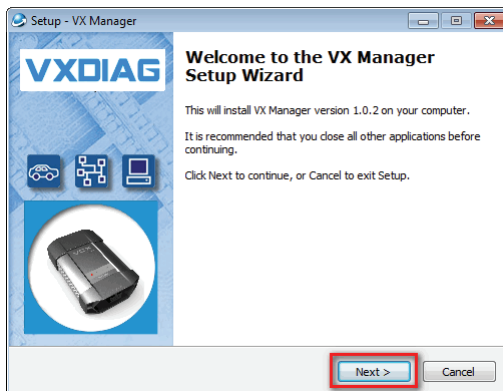 Setup - VX Manager
VXDIAG
Welcome to the VX Manager
Setup Wizard
This will install VX Manager version 1.0.2 on your computer.
It is recommended that you close all other applications before
continuing.
Click Next to continue, or Cancel to exit Setup.
VCX
Next >
Cancel